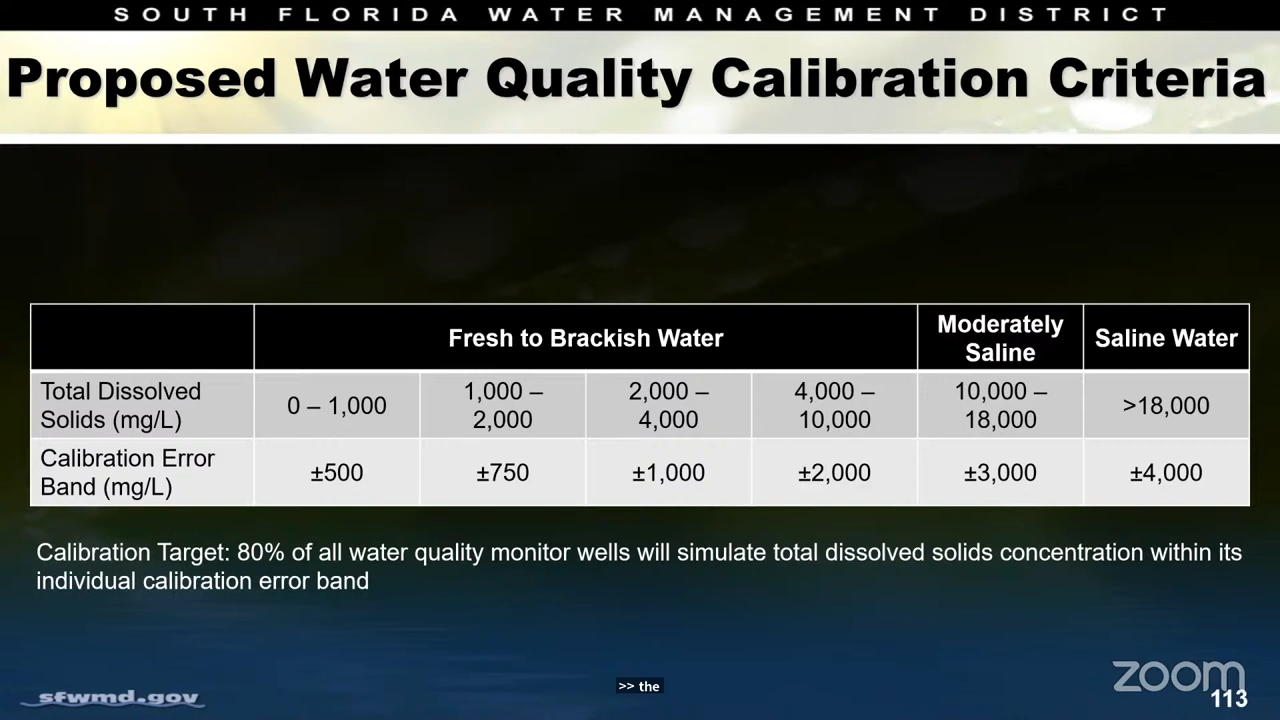 SOUTH FLORIDA WATER MANAGEMENT DISTRICT
Proposed Water Quality Calibration Criteria
Fresh to Brackish Water
Moderately
Saline
Saline Water
Total Dissolved
Solids (mg/L)
0 – 1,000
1,000 –
2,000
2,000 –
4,000
4,000 –
10,000
10,000 –
18,000
>18,000
Calibration Error
Band (mg/L)
±500
±750
±1,000
±2,000
±3,000
±4,000
Calibration Target: 80% of all water quality monitor wells will simulate total dissolved solids concentration within its
individual calibration error band
sfwmd.gov
>> the
zoom
113